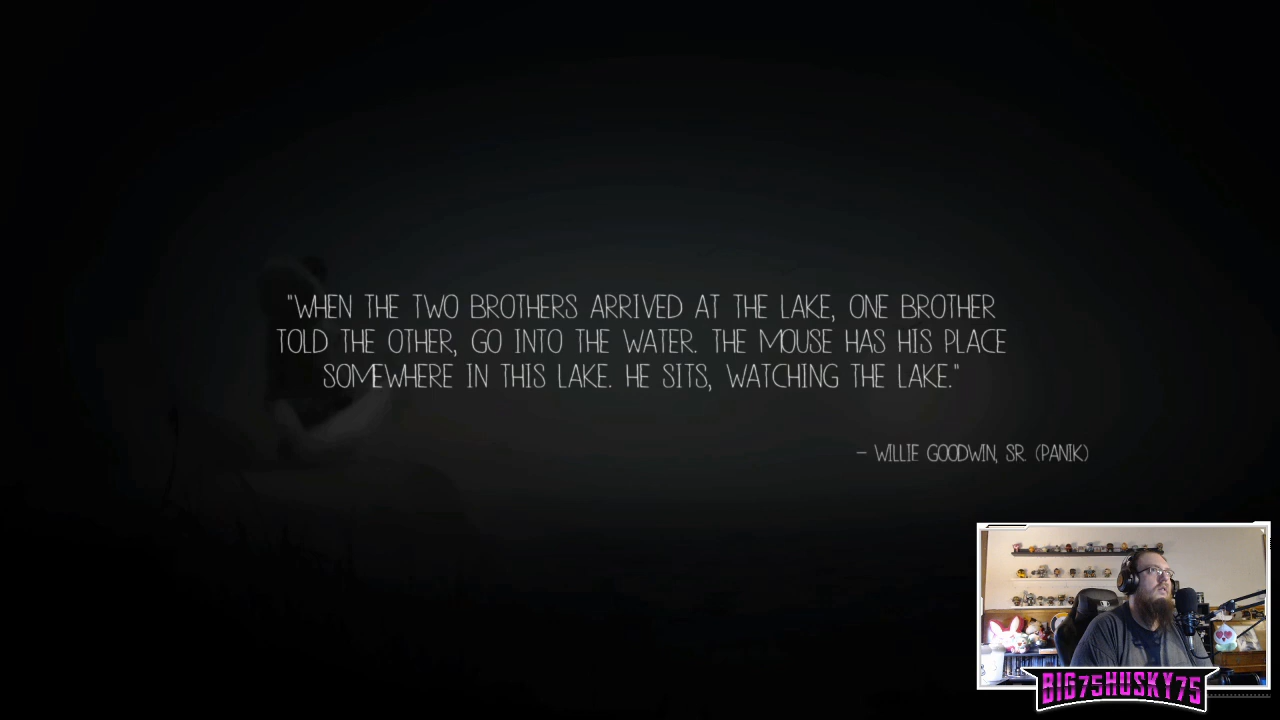 "WHEN THE TWO BROTHERS ARRIVED AT THE LAKE, ONE BROTHER
TOLD THE OTHER, GO INTO THE WATER. THE MOUSE HAS HIS PLACE
SOMEWHERE IN THIS LAKE. HE SITS, WATCHING THE LAKE."
– WILLIE GOODWIN, SR. (PANIK)
BIG75HUSKY75